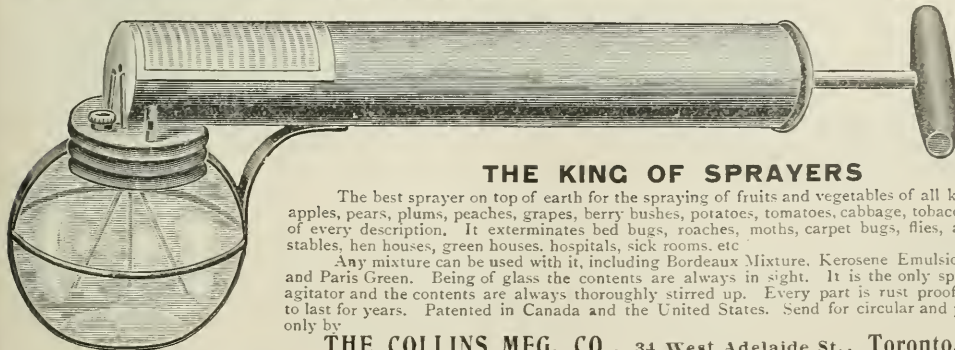 THE KING OF SPRAYERS
The best sprayer on top of earth for the spraying of fruits and vegetables of all
apples, pears, plums, peaches, grapes, berry bushes, potatoes, tomatoes, cabbage,
of every description. It exterminates bed bugs, roaches, moths, carpet bugs, flies,
stables, hen houses, green houses. hospitals, sick rooms. etc
Any mixture can be used with it, including Bordeaux Mixture. Kerosene
and Paris Green. Being of glass the contents are always in sight. It is the only
agitator and the contents are always thoroughly stirred up. Every part is rust
to last for years. Patented in Canada and the United States. Send for circular and
only by
THE COLLINS MFG. CO., 34 West Adelaide St., Toronto.